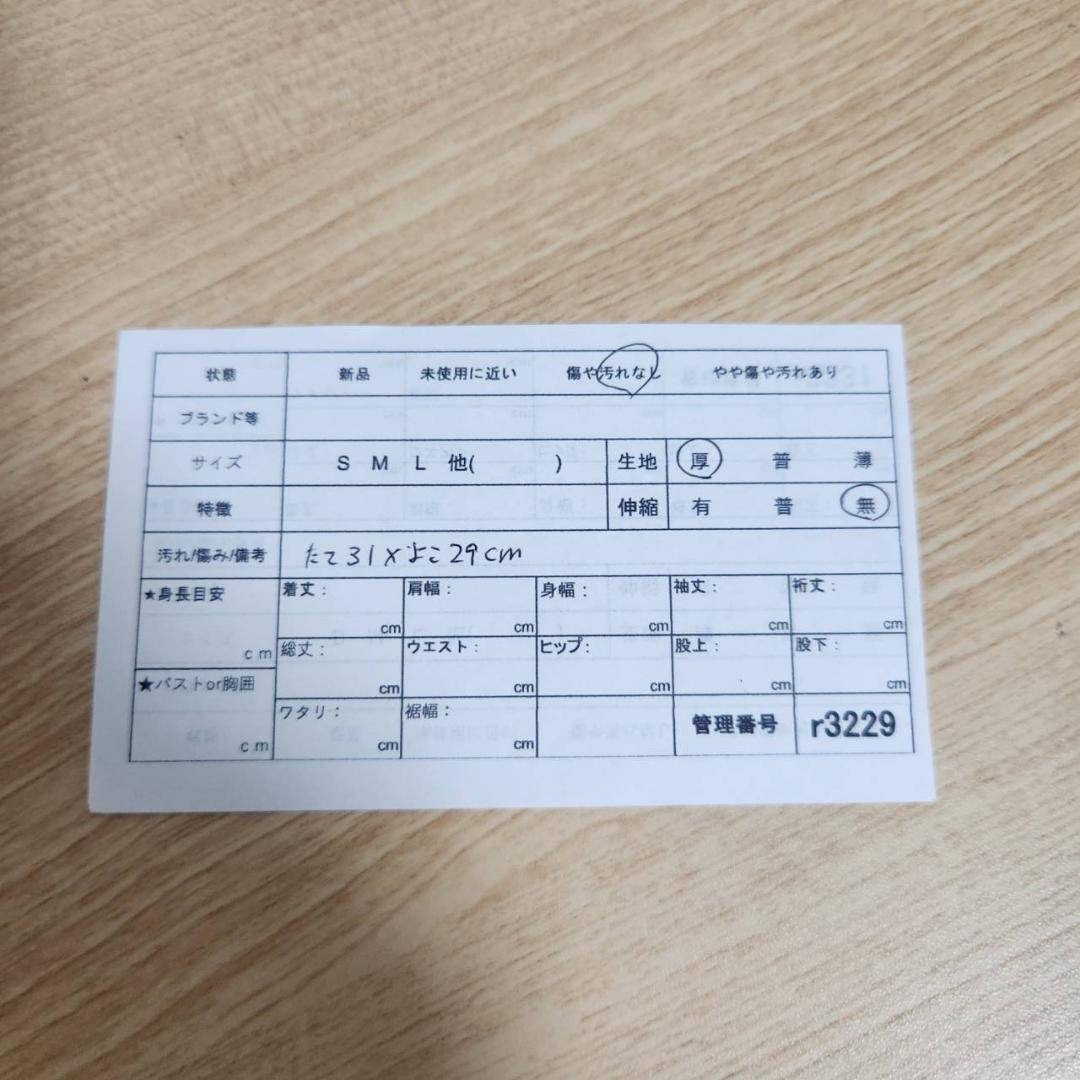 状態 新品 未使用に近い 傷や汚れなし やや傷や汚れあり
ブランド等
サイズ S M L 他( ) 生地 厚 普 薄
特徴 伸縮 有 普 無
汚れ/傷み/備考 たて31×よこ29cm
★身長目安 着丈: 肩幅: 身幅: 袖丈: 裄丈:
cm cm cm cm cm
cm 総丈: ウエスト: ヒップ: 股上: 股下:
★バストor胸囲 cm cm cm cm cm
ワタリ: 裾幅: 管理番号 r3229
cm cm cm